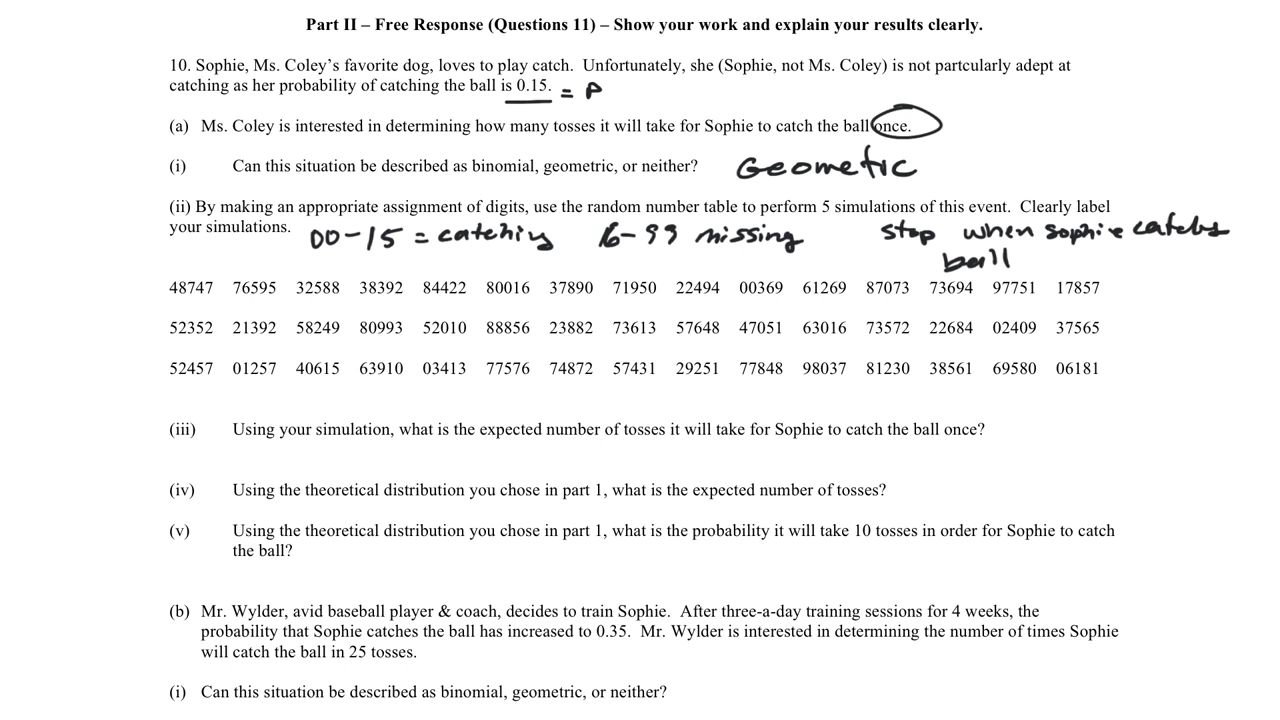 Part II – Free Response (Questions 11) – Show your work and explain your results clearly.
10. Sophie, Ms. Coley's favorite dog, loves to play catch. Unfortunately, she (Sophie, not Ms. Coley) is not partcularly adept at
catching as her probability of catching the ball is 0.15. = P
(a) Ms. Coley is interested in determining how many tosses it will take for Sophie to catch the ball once.
(i) Can this situation be described as binomial, geometric, or neither? Geometric
(ii) By making an appropriate assignment of digits, use the random number table to perform 5 simulations of this event. Clearly label
your simulations. 00-15 = catching 16-99 missing stop when Sophie catches
ball
48747 76595 32588 38392 84422 80016 37890 71950 22494 00369 61269 87073 73694 97751 17857
52352 21392 58249 80993 52010 88856 23882 73613 57648 47051 63016 73572 22684 02409 37565
52457 01257 40615 63910 03413 77576 74872 57431 29251 77848 98037 81230 38561 69580 06181
(iii) Using your simulation, what is the expected number of tosses it will take for Sophie to catch the ball once?
(iv) Using the theoretical distribution you chose in part 1, what is the expected number of tosses?
(v) Using the theoretical distribution you chose in part 1, what is the probability it will take 10 tosses in order for Sophie to catch
the ball?
(b) Mr. Wylder, avid baseball player & coach, decides to train Sophie. After three-a-day training sessions for 4 weeks, the
probability that Sophie catches the ball has increased to 0.35. Mr. Wylder is interested in determining the number of times Sophie
will catch the ball in 25 tosses.
(i) Can this situation be described as binomial, geometric, or neither?